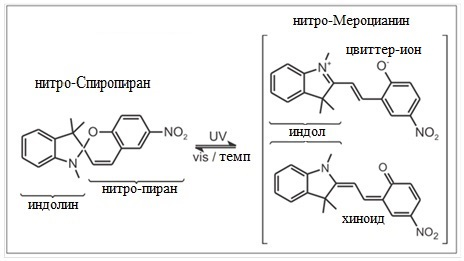 нитро-Мероцианин
цвиттер-ион
N⁺
O⁻
NO₂
нитро-Спиропиран
O
NO₂
N
UV
vis / темп
индол
нитро-пиран
индолин
N
O
хиноид
NO₂